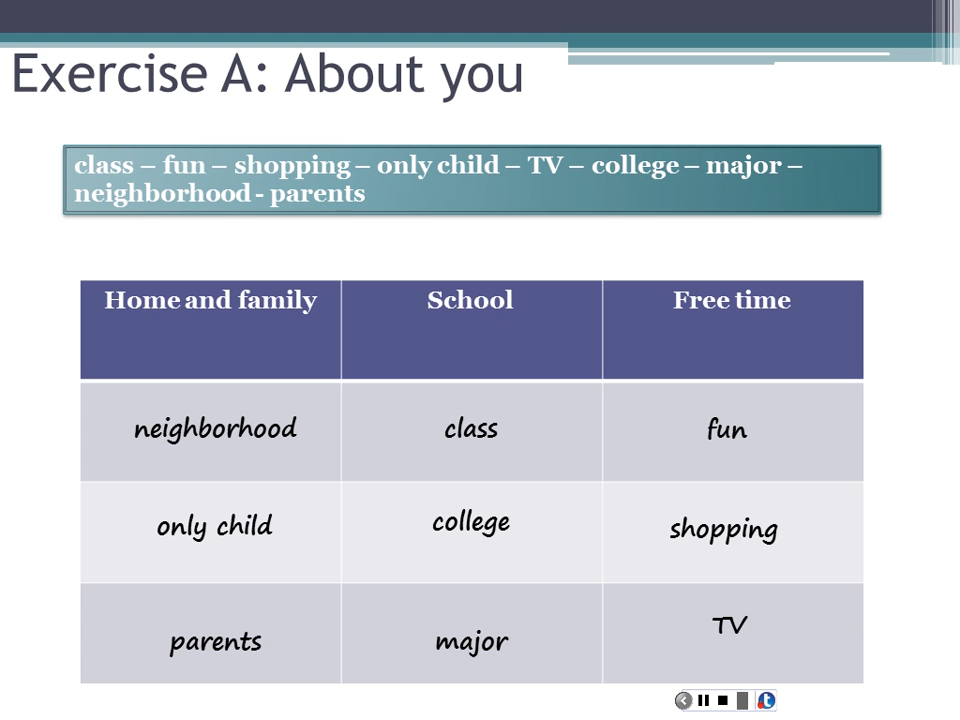 Exercise A: About you
class – fun – shopping – only child – TV – college – major –
neighborhood - parents
Home and family School Free time
neighborhood class fun
only child college shopping
parents major TV
t